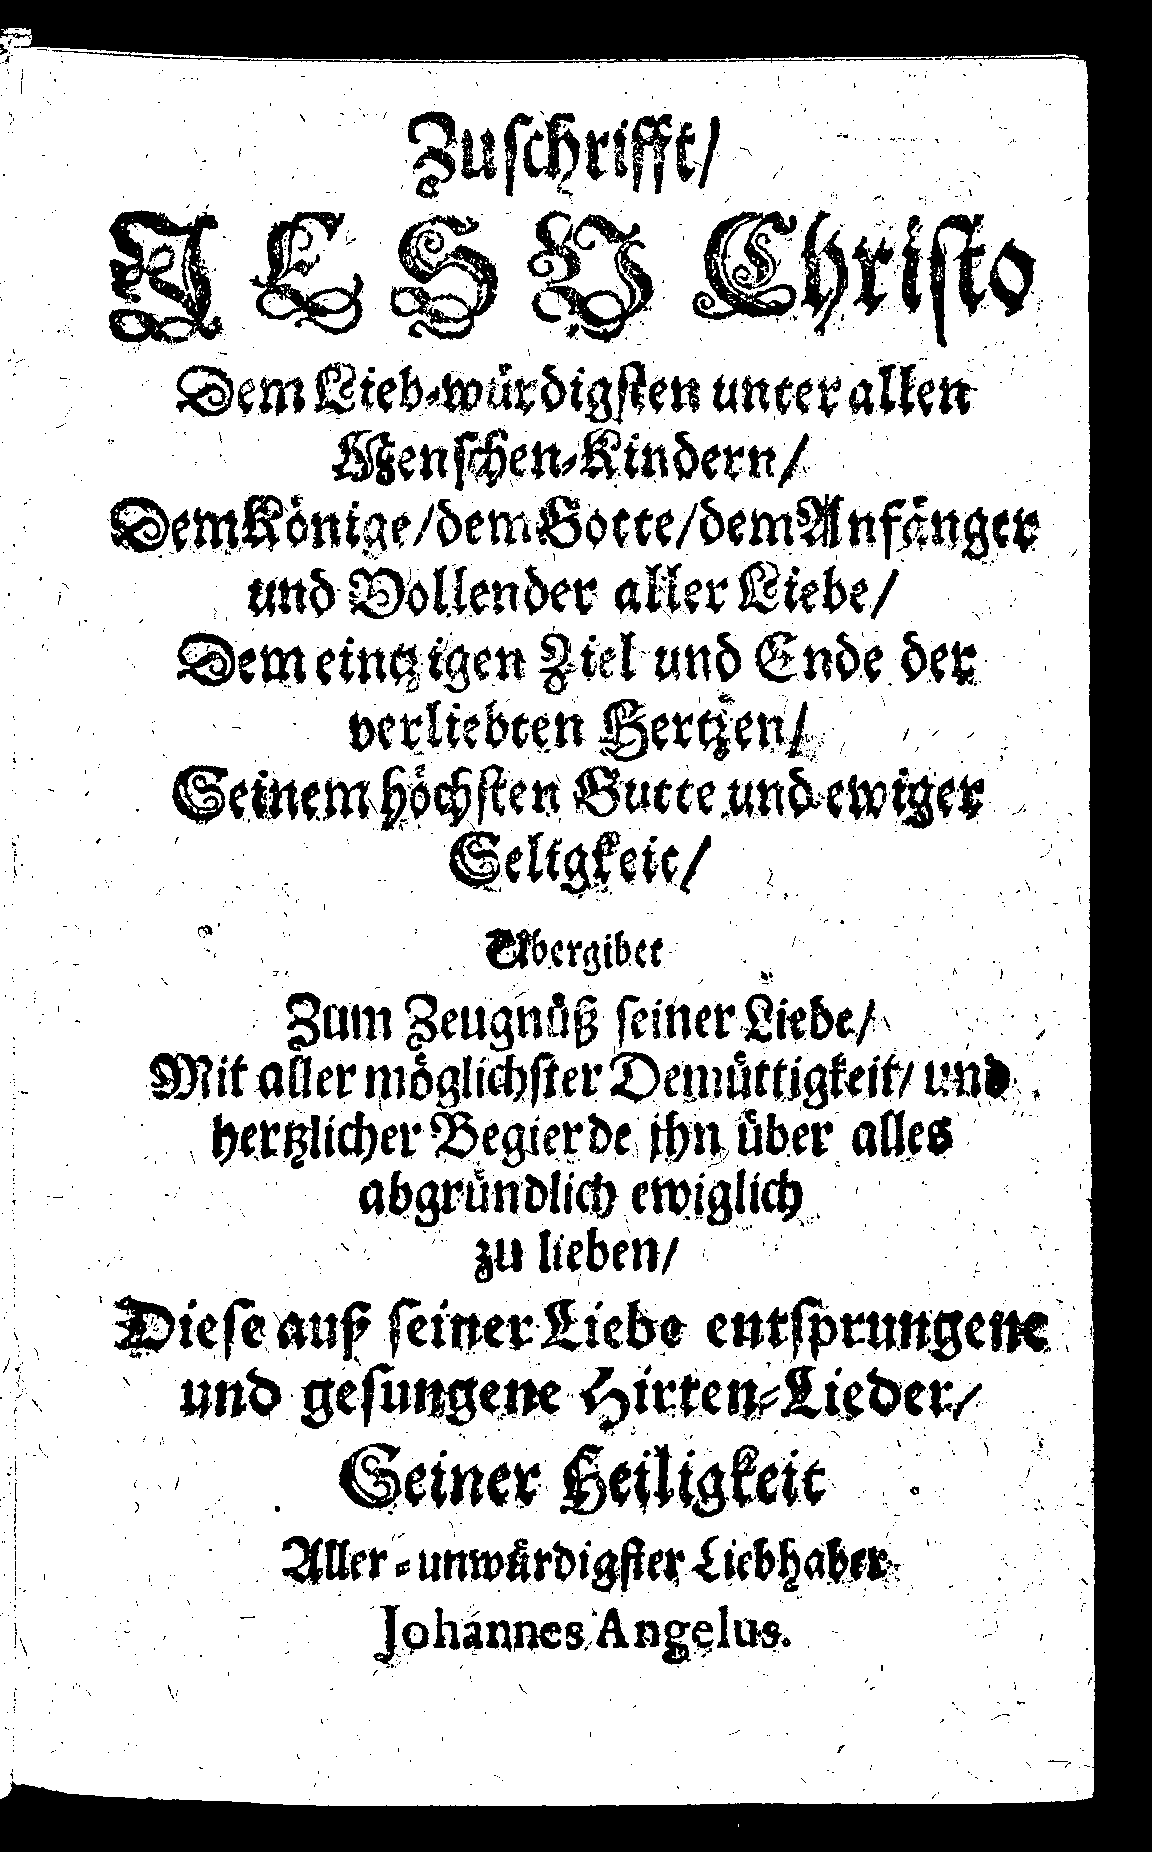 Zuſchrifft/
JESV Chriſto
Dem Lieb-würdigſten unter allen
Menſchen-Kindern/
Dem Könige/dem Gotte/dem Anfänger
und Vollender aller Liebe/
Dem eintzigen Ziel und Ende der
verliebten Hertzen/
Seinem höchſten Gutte und ewiger
Seligkeit/
Ubergibet
Zum Zeugnüß ſeiner Liebe/
Mit aller möglichſter Demüttigkeit/ und
hertzlicher Begierde jhn über alles
abgründlich ewiglich
zu lieben/
Dieſe auß ſeiner Liebe entſprungene
und geſungene Hirten-Lieder/
Seiner Heiligkeit
Aller-unwürdigſter Liebhaber
Johannes Angelus.